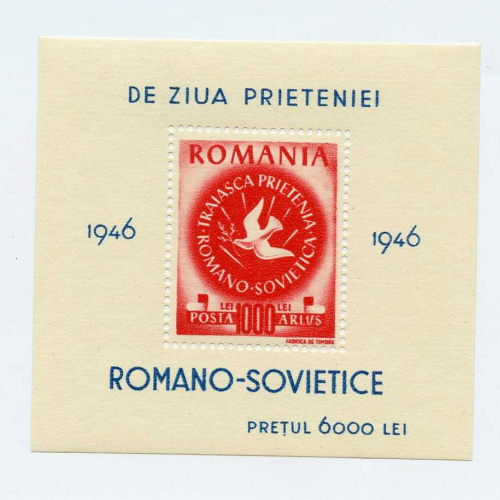 DE ZIUA PRIETENIEI
ROMANIA
TRAIASCA PRIETENIA
ROMANO-SOVIETICA
1946
1946
LEI 1000 LEI
POSTA ARLUS
FABRICA DE TIMBRE
ROMANO-SOVIETICE
PREȚUL 6000 LEI